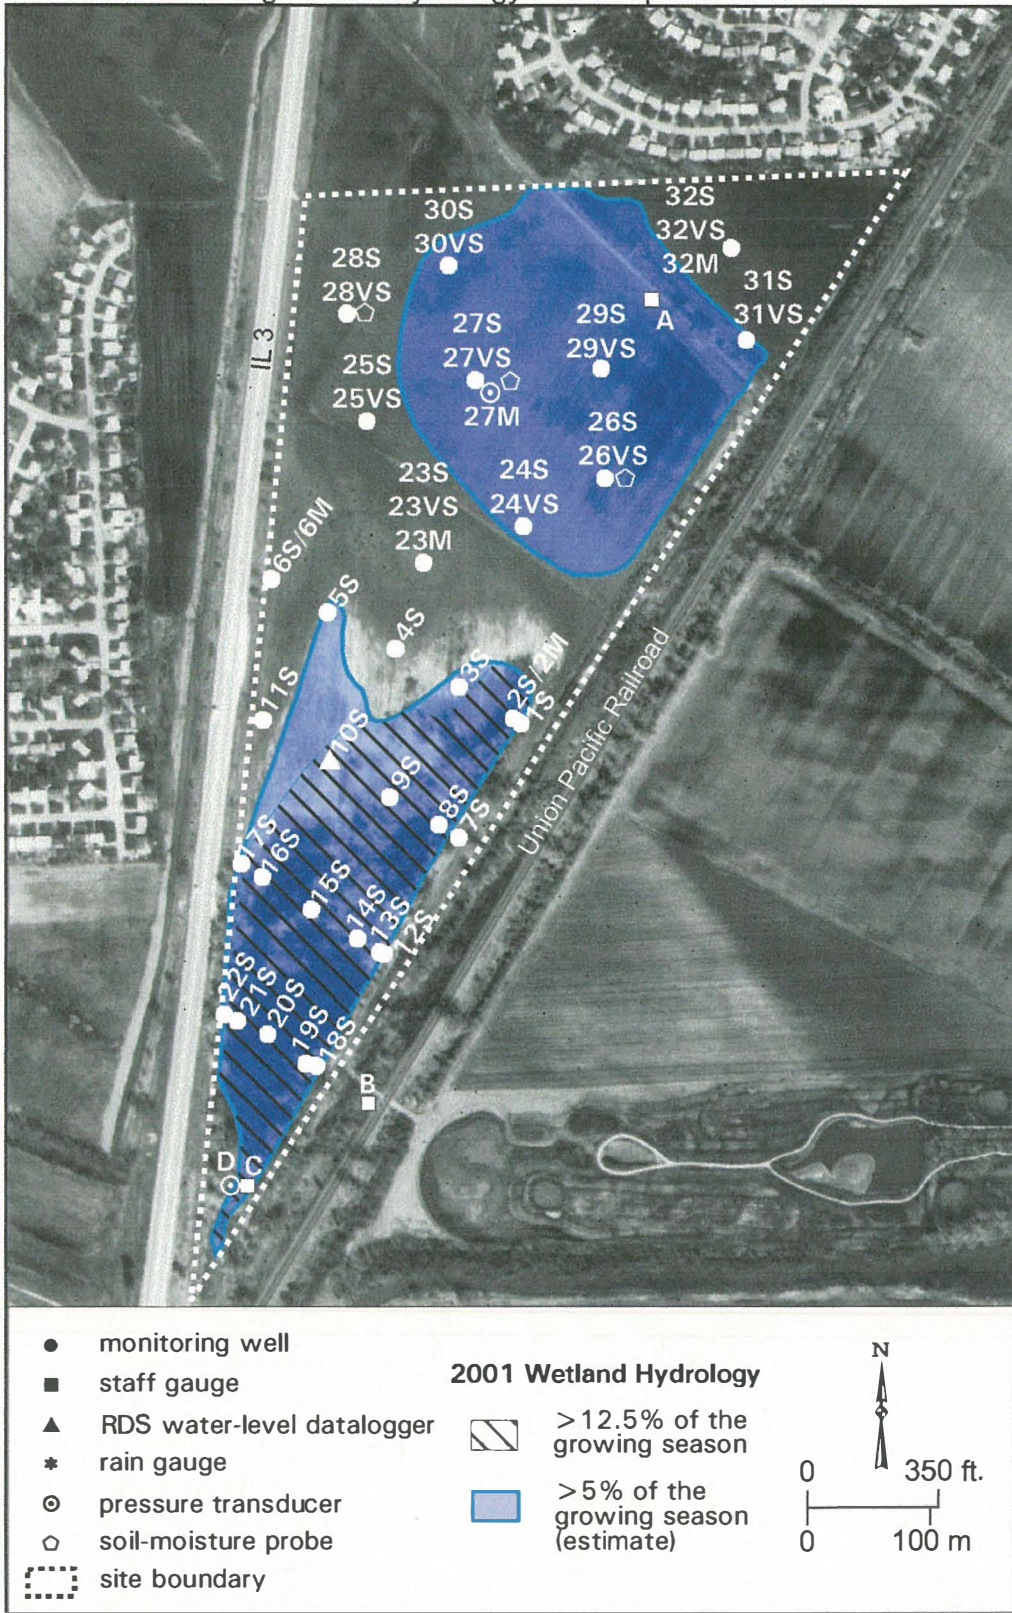 30S
30VS
32S
32VS
32M
28S
28VS
31S
31VS
A
27S
27VS
27M
29S
29VS
IL 3
25S
25VS
26S
26VS
23S
23VS
23M
24S
24VS
6S/6M
5S
4S
3S
2S/2M
1S
11S
10S
9S
8S
7S
Union Pacific Railroad
17S
16S
15S
14S
13S
12S
22S
21S
20S
19S
18S
B
D
C
monitoring well
staff gauge
RDS water-level datalogger
rain gauge
pressure transducer
soil-moisture probe
site boundary
2001 Wetland Hydrology
>12.5% of the
growing season
>5% of the
growing season
(estimate)
N
0 350 ft.
0 100 m